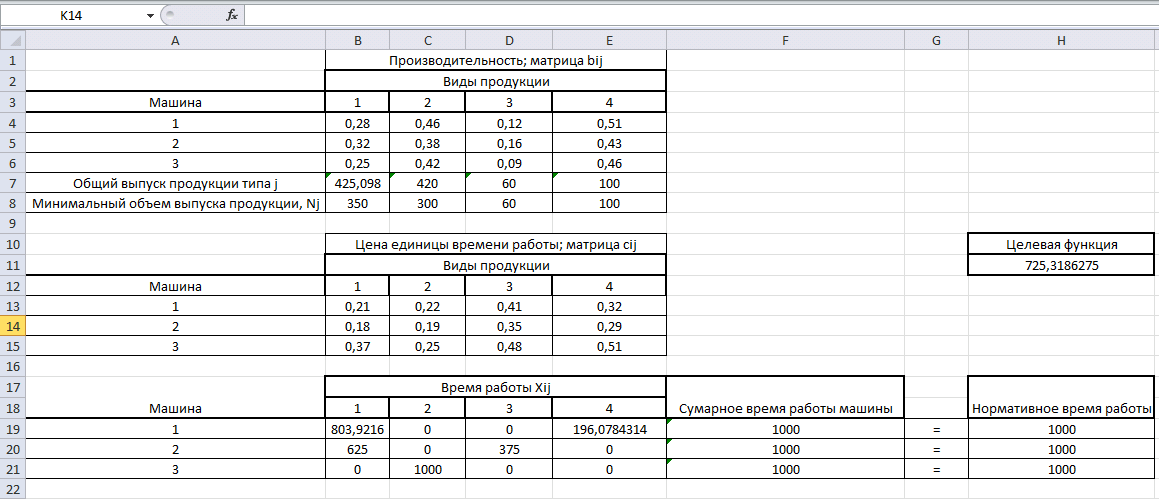 K14 fx
A B C D E F G H
1 Производительность; матрица bij
2 Виды продукции
3 Машина 1 2 3 4
4 1 0,28 0,46 0,12 0,51
5 2 0,32 0,38 0,16 0,43
6 3 0,25 0,42 0,09 0,46
7 Общий выпуск продукции типа j 425,098 420 60 100
8 Минимальный объем выпуска продукции, Nj 350 300 60 100
9
10 Цена единицы времени работы; матрица cij Целевая функция
11 Виды продукции 725,3186275
12 Машина 1 2 3 4
13 1 0,21 0,22 0,41 0,32
14 2 0,18 0,19 0,35 0,29
15 3 0,37 0,25 0,48 0,51
16
17 Время работы Xij
18 Машина 1 2 3 4 Сумарное время работы машины Нормативное время работы
19 1 803,9216 0 0 196,0784314 1000 = 1000
20 2 625 0 375 0 1000 = 1000
21 3 0 1000 0 0 1000 = 1000
22